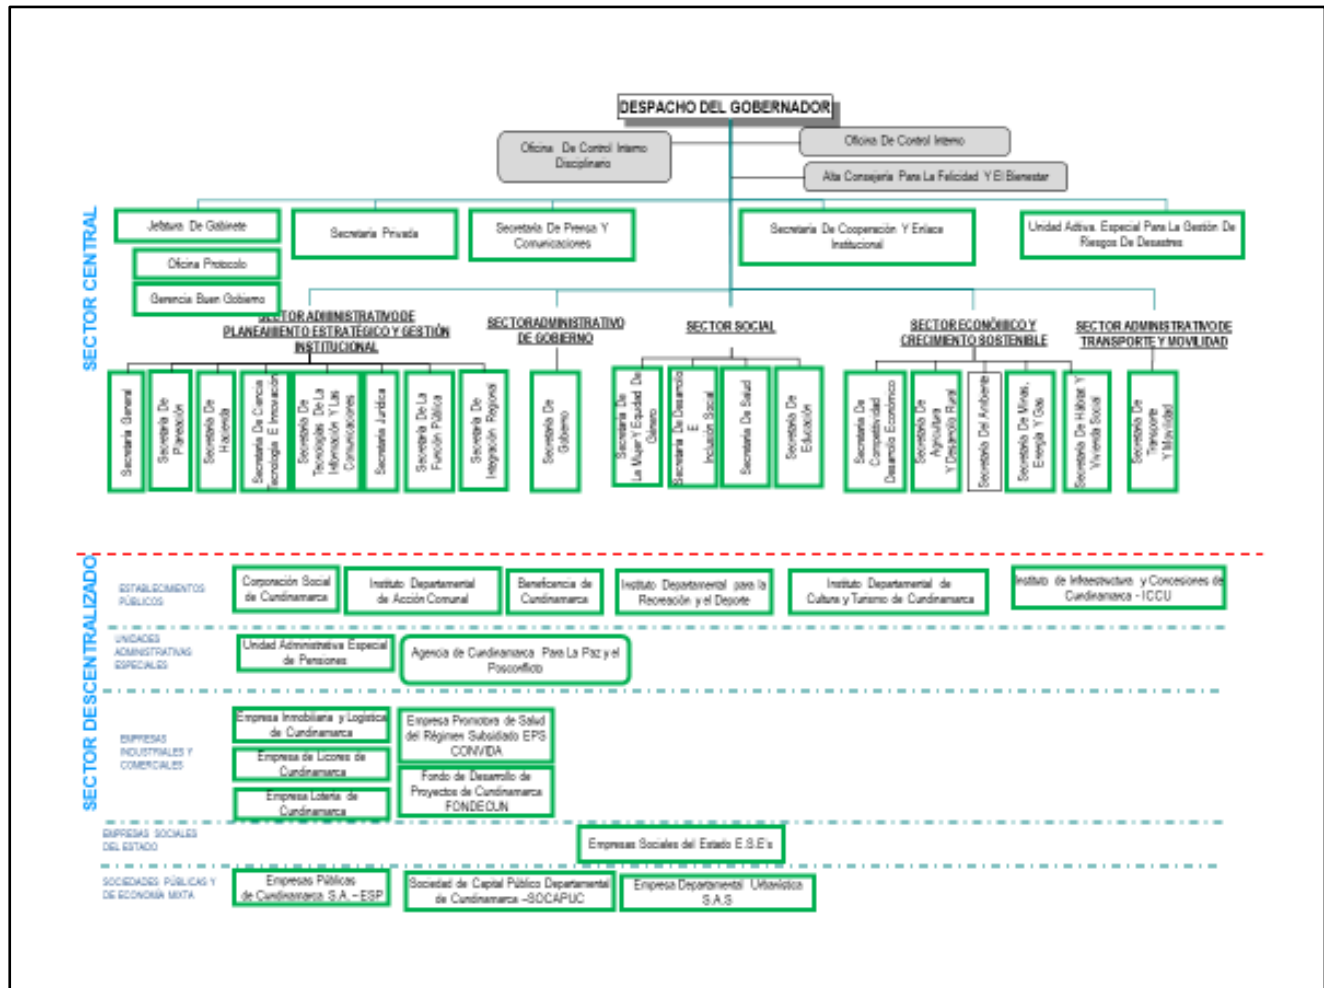 DESPACHO DEL GOBERNADOR
Oficina De Control Interno
Disciplinario
Oficina De Control Interno
Alta Consejería Para La Felicidad Y El Bienestar
SECTOR CENTRAL
Jefatura De Gabinete
Secretaría Privada
Secretaría De Prensa Y
Comunicaciones
Secretaría De Cooperación Y Enlace
Institucional
Unidad Adtiva. Especial Para La Gestión De
Riesgos De Desastres
Oficina Protocolo
Gerencia Buen Gobierno
SECTOR ADMINISTRATIVO DE
PLANEAMIENTO ESTRATÉGICO Y GESTIÓN
INSTITUCIONAL
SECTOR ADMINISTRATIVO
DE GOBIERNO
SECTOR SOCIAL
SECTOR ECONÓMICO Y
CRECIMIENTO SOSTENIBLE
SECTOR ADMINISTRATIVO DE
TRANSPORTE Y MOVILIDAD
Secretaría General
Secretaría De
Planeación
Secretaría De
Hacienda
Secretaría De Ciencia
Tecnología E Innovación
Secretaría De
Tecnologías De La
Información Y Las
Comunicaciones
Secretaría Jurídica
Secretaría De La
Función Pública
Secretaría De
Integración Regional
Secretaría De
Gobierno
Secretaría De
La Mujer Y Equidad De
Género
Secretaría De Desarrollo
E
Inclusión Social
Secretaría De Salud
Secretaría De
Educación
Secretaría De
Competitividad
Desarrollo Económico
Secretaría De
Agricultura
Y Desarrollo Rural
Secretaría Del Ambiente
Secretaría De Minas,
Energía Y Gas
Secretaría De Hábitat Y
Vivienda Social
Secretaría De
Transporte
Y Movilidad
SECTOR DESCENTRALIZADO
ESTABLECIMIENTOS
PÚBLICOS
Corporación Social
de Cundinamarca
Instituto Departamental
de Acción Comunal
Beneficencia de
Cundinamarca
Instituto Departamental para la
Recreación y el Deporte
Instituto Departamental de
Cultura y Turismo de Cundinamarca
Instituto de Infraestructura y Concesiones de
Cundinamarca - ICCU
UNIDADES
ADMINISTRATIVAS
ESPECIALES
Unidad Administrativa Especial
de Pensiones
Agencia de Cundinamarca Para La Paz y el
Posconflicto
EMPRESAS
INDUSTRIALES Y
COMERCIALES
Empresa Inmobiliaria y Logística
de Cundinamarca
Empresa de Licores de
Cundinamarca
Empresa Lotería de
Cundinamarca
Empresa Promotora de Salud
del Régimen Subsidiado EPS
CONVIDA
Fondo de Desarrollo de
Proyectos de Cundinamarca
FONDECUN
EMPRESAS SOCIALES
DEL ESTADO
Empresas Sociales del Estado E.S.E's
SOCIEDADES PÚBLICAS Y
DE ECONOMÍA MIXTA
Empresas Públicas
de Cundinamarca S.A. – ESP
Sociedad de Capital Público Departamental
de Cundinamarca –SOCAPUC
Empresa Departamental Urbanística
S.A.S